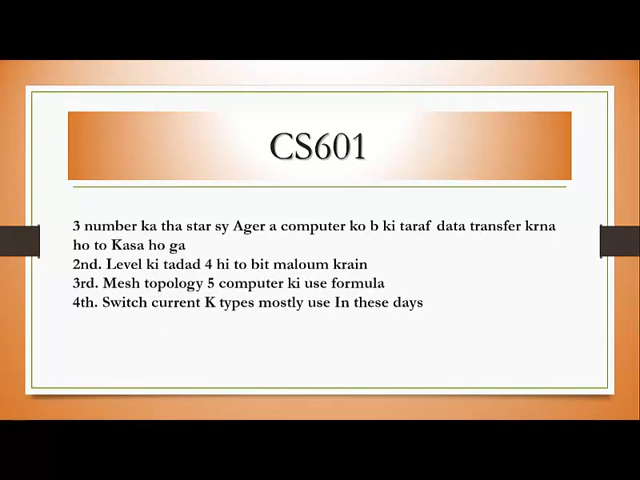 CS601
3 number ka tha star sy Ager a computer ko b ki taraf data transfer krna
ho to Kasa ho ga
2nd. Level ki tadad 4 hi to bit maloum krain
3rd. Mesh topology 5 computer ki use formula
4th. Switch current K types mostly use In these days